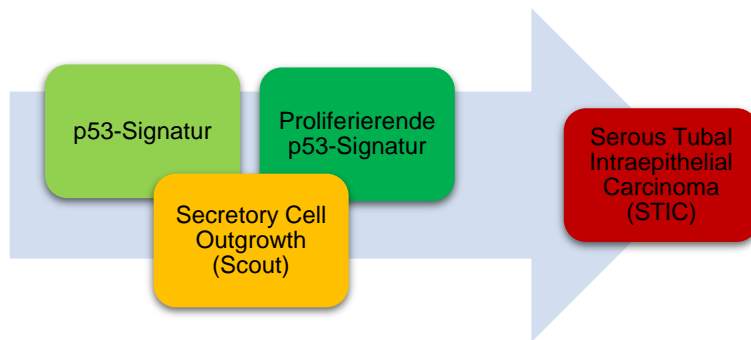 p53-Signatur
Proliferierende
p53-Signatur
Secretory Cell
Outgrowth
(Scout)
Serous Tubal
Intraepithelial
Carcinoma
(STIC)